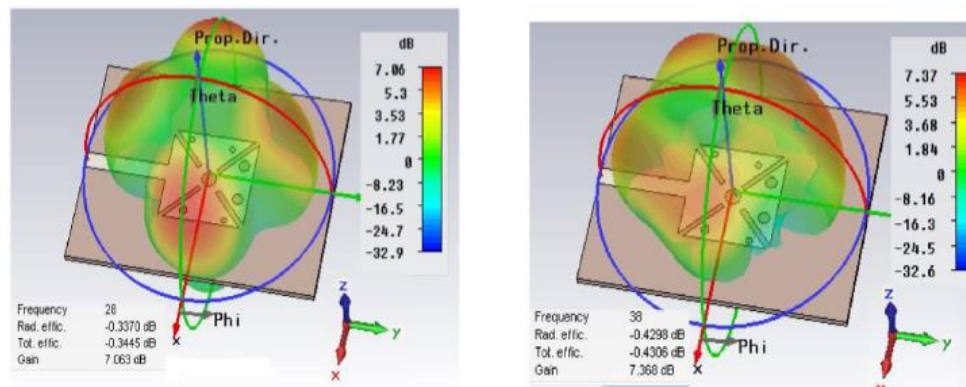 Prop.Dir.
Theta
Phi
x
dB
7.06
5.3
3.53
1.77
0
-8.23
-16.5
-24.7
-32.9
Frequency 28
Rad. effic. -0.3370 dB
Tot. effic. -0.3445 dB
Gain 7.063 dB
z
y
x
Prop.Dir.
Theta
Phi
x
dB
7.37
5.53
3.68
1.84
0
-8.16
-16.3
-24.5
-32.6
Frequency 38
Rad. effic. -0.4298 dB
Tot. effic. -0.4306 dB
Gain 7.368 dB
z
y
x